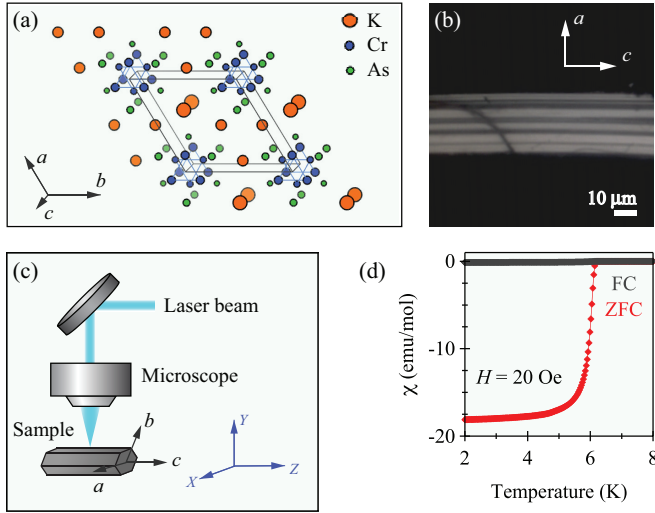 (a)
K
Cr
As
a
b
c
(b)
a
c
10 μm
(c)
Laser beam
Microscope
Sample
b
c
a
Y
X
Z
(d)
FC
ZFC
H = 20 Oe
χ (emu/mol)
0
-10
-20
2
4
6
8
Temperature (K)